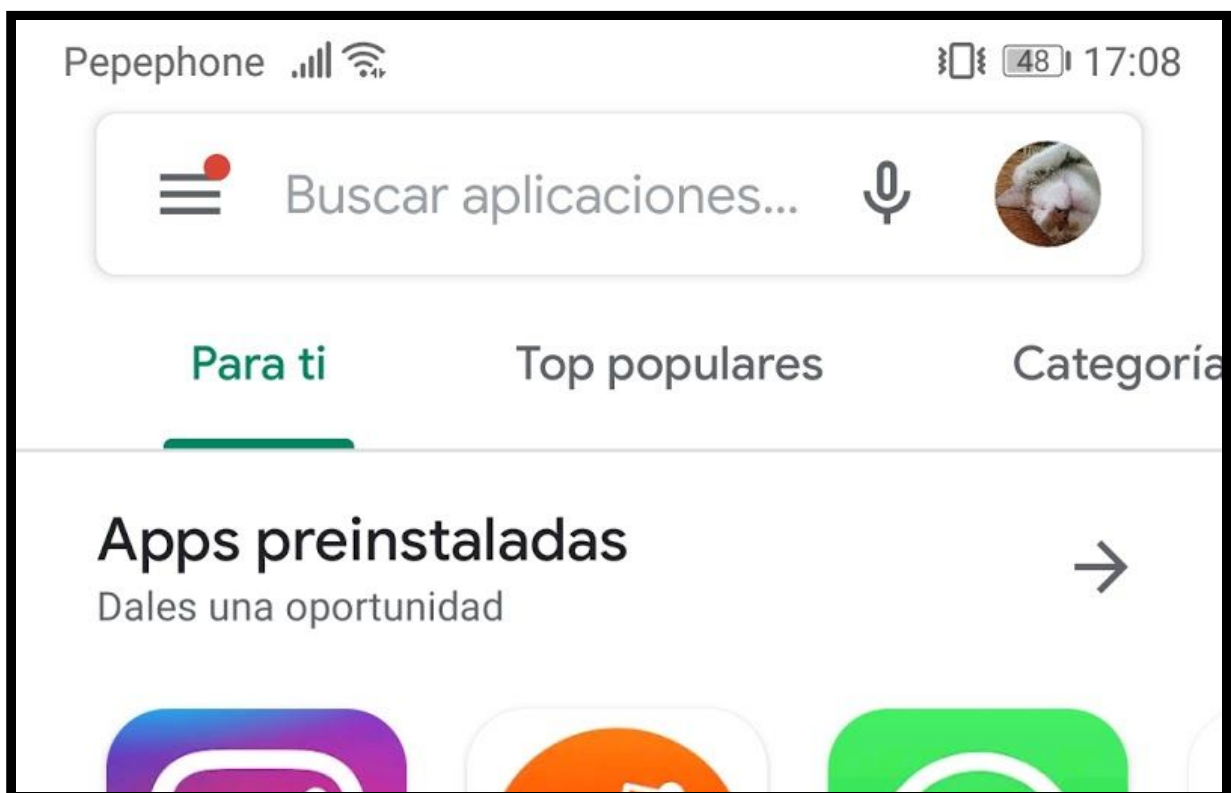 Pepephone 48 17:08
Buscar aplicaciones...
Para ti Top populares Categoría
Apps preinstaladas
Dales una oportunidad